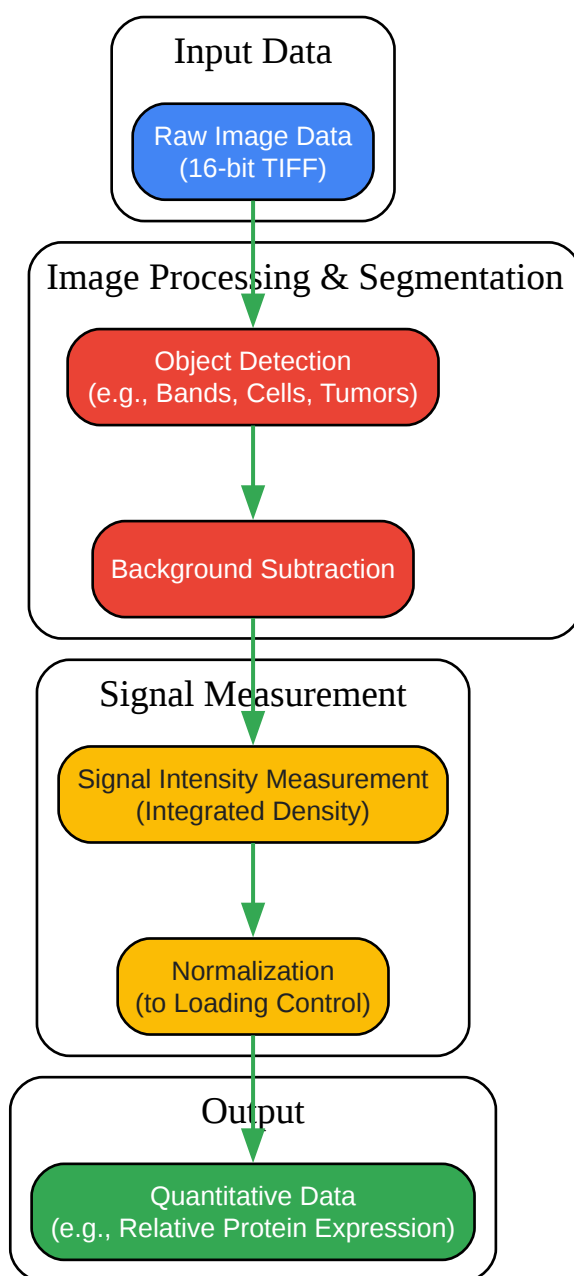 Input Data
Raw Image Data
(16-bit TIFF)
Image Processing & Segmentation
Object Detection
(e.g., Bands, Cells, Tumors)
Background Subtraction
Signal Measurement
Signal Intensity Measurement
(Integrated Density)
Normalization
(to Loading Control)
Output
Quantitative Data
(e.g., Relative Protein Expression)